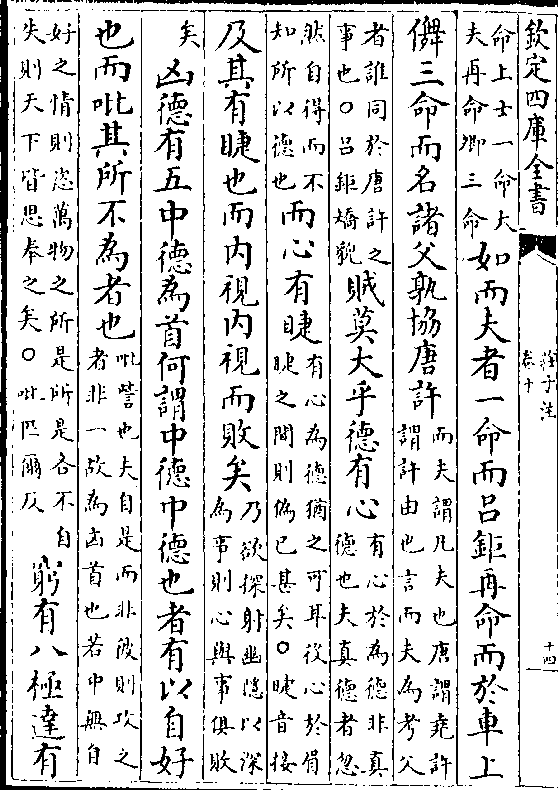 欽定四庫全書
莊子注
卷十
十四
命上士一命大夫再命卿三命如而夫者一命而吕鉅再命而於車上
儛三命而名諸父孰協唐許而夫謂凡夫也唐謂堯許謂許由也言而夫為考父
者誰同於唐許之事也○吕鉅矯貌賊莫大乎德有心有心於為德非真德也夫真德者忽
然自得而不知所以德也而心有睫有心為德猶之可耳役心於眉睫之間則偽已甚矣○睫音接
及其有睫也而内視内視而敗矣乃欲探射幽隱以深為事則心與事俱敗
矣凶德有五中德為首何謂中德中德也者有以自好
也而吡其所不為者也吡訾也夫自是而非彼則攻之者非一故為凶首也若中無自
好之情則恣萬物之所是所是各不自失則天下皆思奉之矣○吡匹爾反窮有八極達有